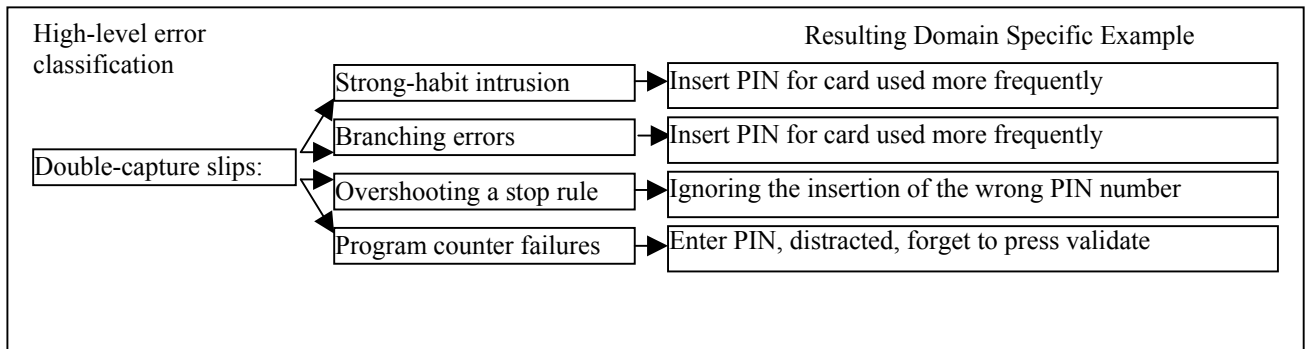 High-level error
classification
Resulting Domain Specific Example
Strong-habit intrusion
Insert PIN for card used more frequently
Branching errors
Insert PIN for card used more frequently
Double-capture slips:
Overshooting a stop rule
Ignoring the insertion of the wrong PIN number
Program counter failures
Enter PIN, distracted, forget to press validate